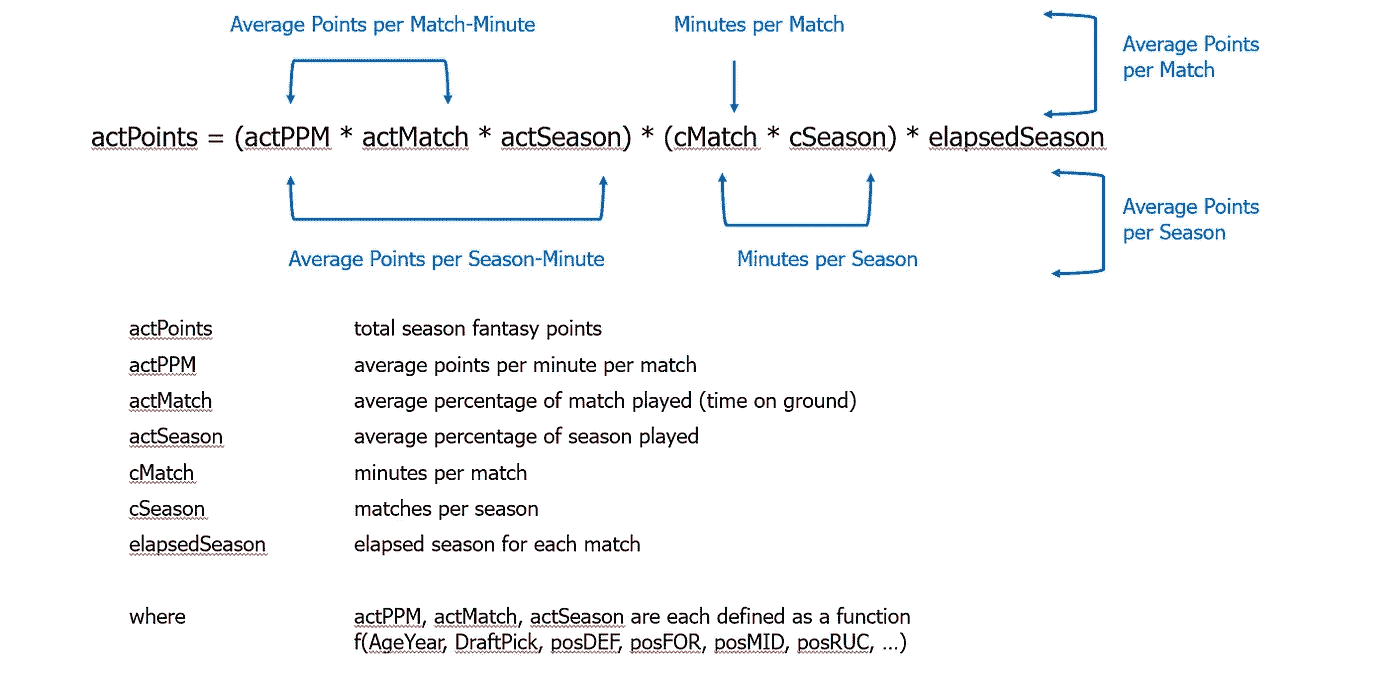 Average Points per Match-Minute
Minutes per Match
Average Points
per Match
actPoints = (actPPM * actMatch * actSeason) * (cMatch * cSeason) * elapsedSeason
Average Points
per Season
Average Points per Season-Minute
Minutes per Season
actPoints total season fantasy points
actPPM average points per minute per match
actMatch average percentage of match played (time on ground)
actSeason average percentage of season played
cMatch minutes per match
cSeason matches per season
elapsedSeason elapsed season for each match
where actPPM, actMatch, actSeason are each defined as a function
f(AgeYear, DraftPick, posDEF, posFOR, posMID, posRUC, ...)